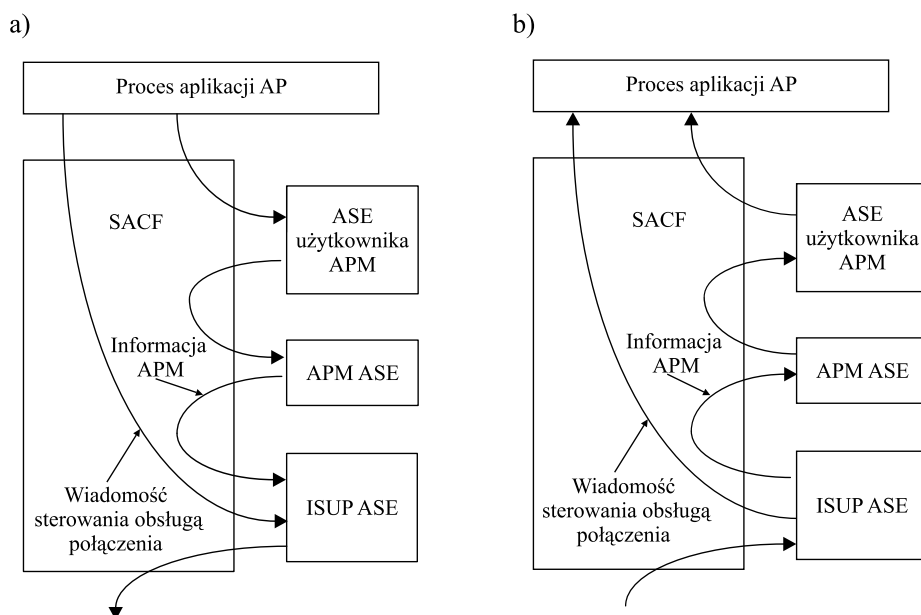 a)
Proces aplikacji AP
SACF
ASE
użytkownika
APM
Informacja
APM
APM ASE
Wiadomość
sterowania obsługą
połączenia
ISUP ASE
b)
Proces aplikacji AP
SACF
ASE
użytkownika
APM
Informacja
APM
APM ASE
Wiadomość
sterowania obsługą
połączenia
ISUP ASE